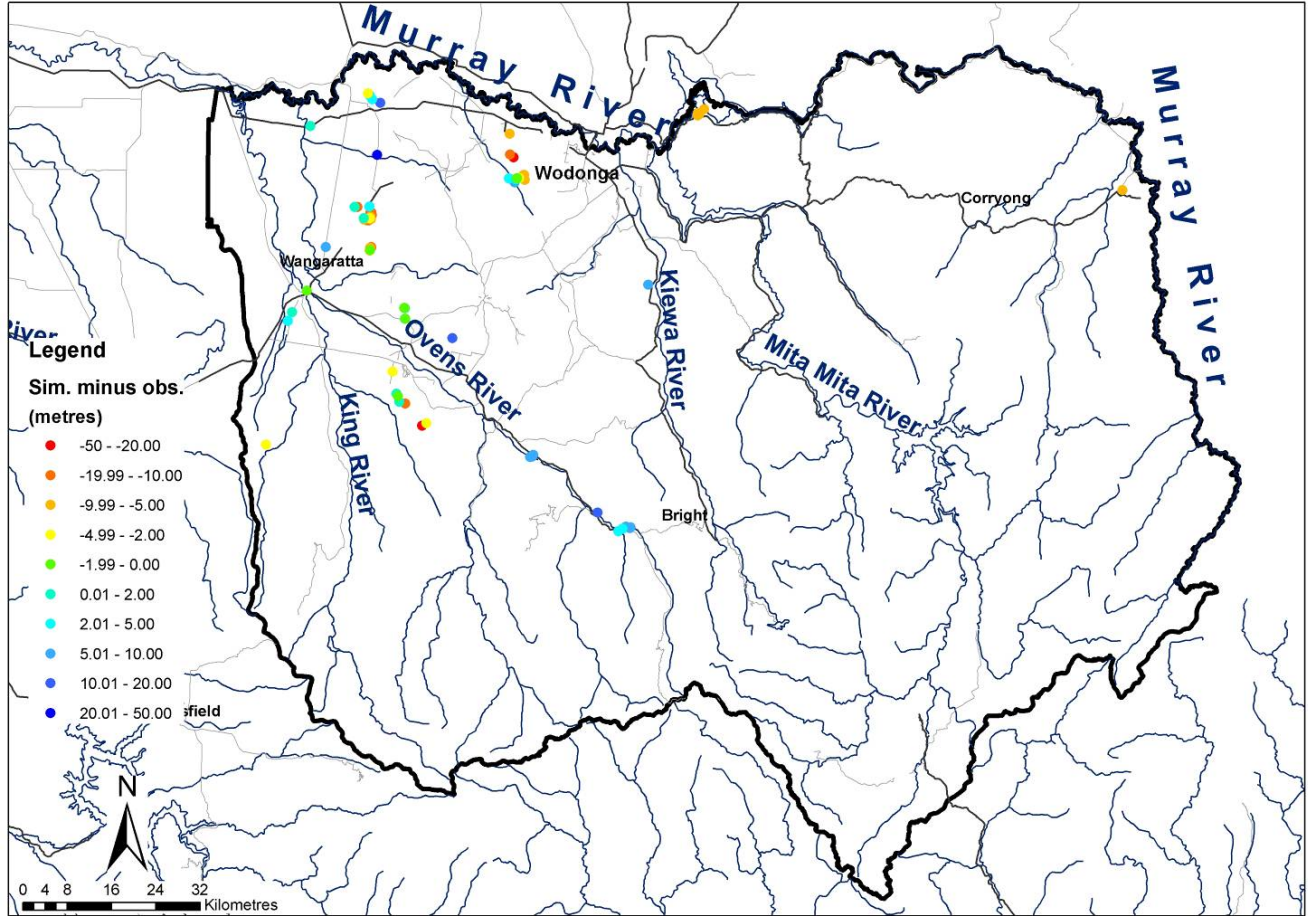 Murray River
Murray River
Wodonga
Corryong
Wangaratta
Kiewa River
River
Ovens River
Mita Mita River
King River
Bright
Legend
Sim. minus obs.
(metres)
-50 - -20.00
-19.99 - -10.00
-9.99 - -5.00
-4.99 - -2.00
-1.99 - 0.00
0.01 - 2.00
2.01 - 5.00
5.01 - 10.00
10.01 - 20.00
20.01 - 50.00
sfield
N
0 4 8 16 24 32
Kilometres